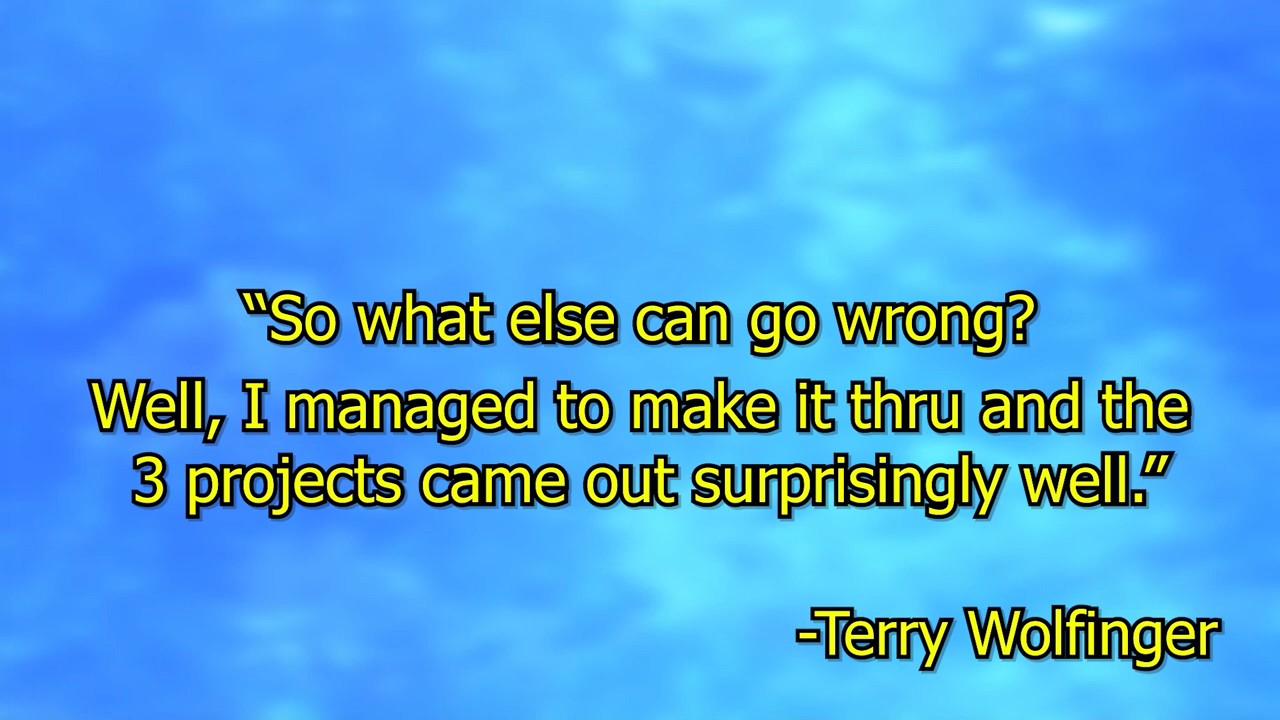 “So what else can go wrong?
Well, I managed to make it thru and the
3 projects came out surprisingly well.”
-Terry Wolfinger